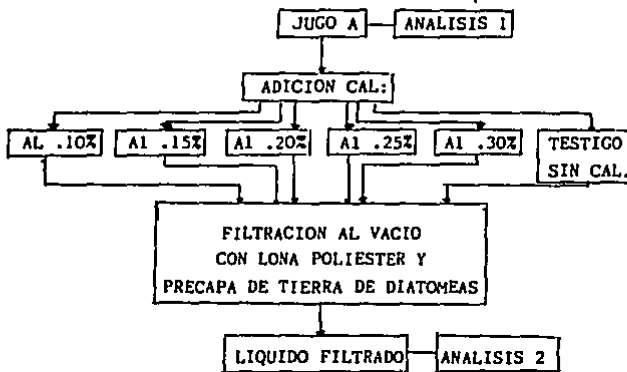 JUGO A
ANALISIS 1
ADICION CAL:
AL .10%
Al .15%
Al .20%
Al .25%
Al .30%
TESTIGO
SIN CAL.
FILTRACION AL VACIO
CON LONA POLIESTER Y
PRECAPA DE TIERRA DE DIATOMEAS
LIQUIDO FILTRADO
ANALISIS 2